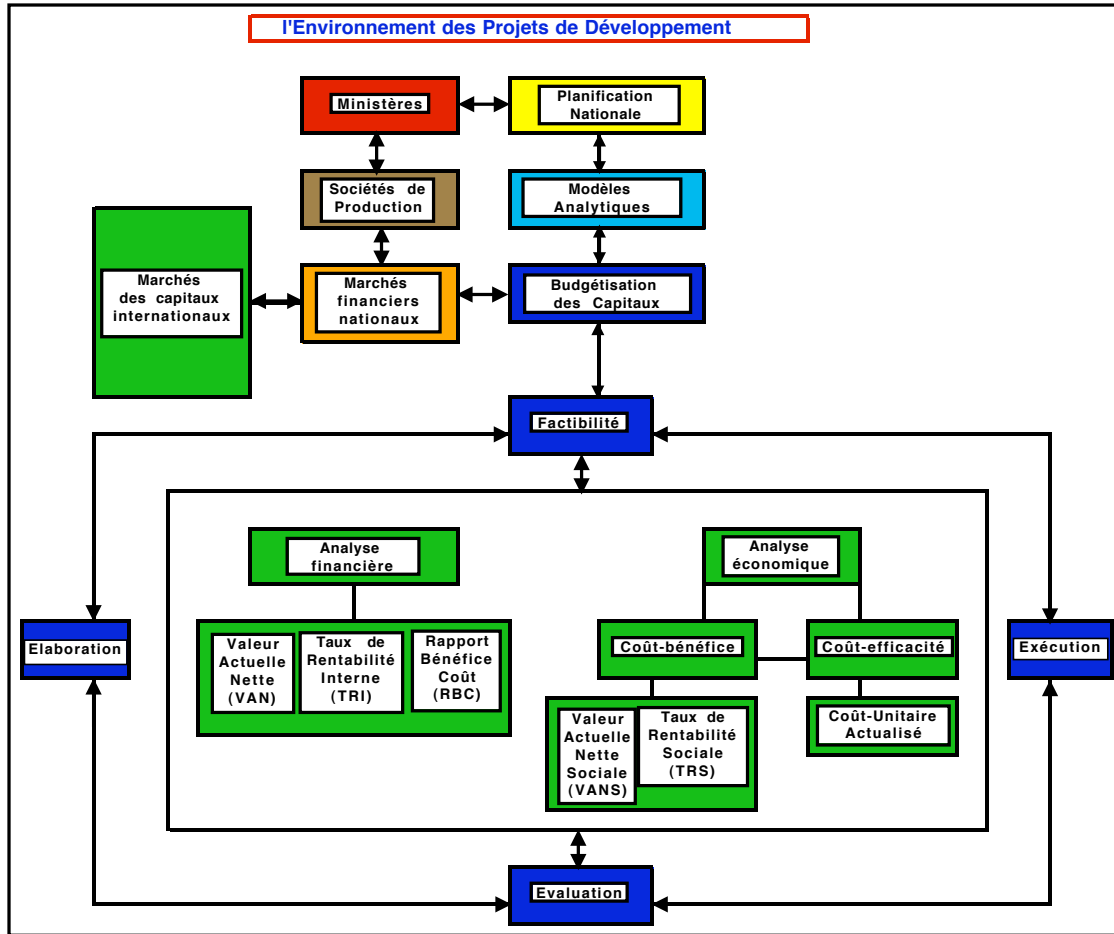 l'Environnement des Projets de Développement
Ministères
Planification
Nationale
Sociétés de
Production
Modèles
Analytiques
Marchés
des capitaux
internationaux
Marchés
financiers
nationaux
Budgétisation
des Capitaux
Factibilité
Analyse
financière
Analyse
économique
Elaboration
Valeur
Actuelle
Nette
(VAN)
Taux de
Rentabilité
Interne
(TRI)
Rapport
Bénéfice
Coût
(RBC)
Coût-bénéfice
Coût-efficacité
Exécution
Valeur
Actuelle
Nette
Sociale
(VANS)
Taux de
Rentabilité
Sociale
(TRS)
Coût-Unitaire
Actualisé
Evaluation